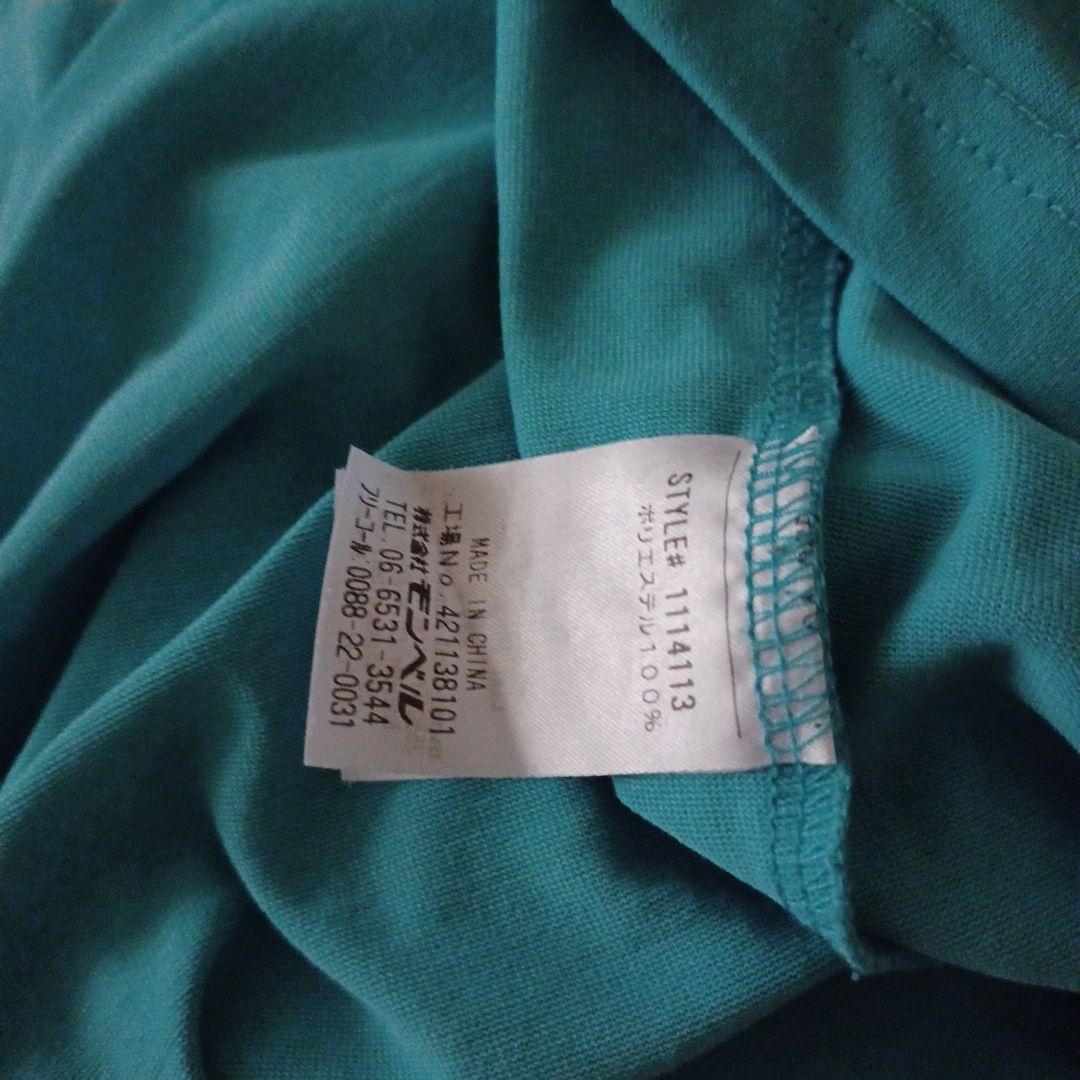 STYLE# 1114113
ポリエステル100%
MADE IN CHINA
工場No.421138101
株式会社モンベル
TEL. 06-6531-3544
フリーコール.0088-22-0031